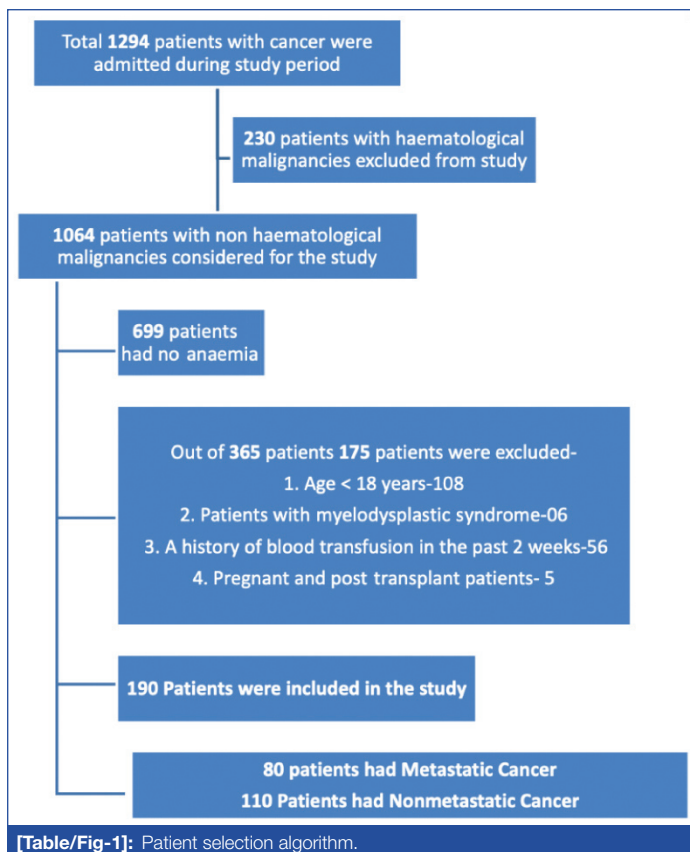 Total 1294 patients with cancer were
admitted during study period
230 patients with haematological
malignancies excluded from study
1064 patients with non haematological
malignancies considered for the study
699 patients
had no anaemia
Out of 365 patients 175 patients were excluded-
1. Age < 18 years-108
2. Patients with myelodysplastic syndrome-06
3. A history of blood transfusion in the past 2 weeks-56
4. Pregnant and post transplant patients- 5
190 Patients were included in the study
80 patients had Metastatic Cancer
110 Patients had Nonmetastatic Cancer
[Table/Fig-1]: Patient selection algorithm.